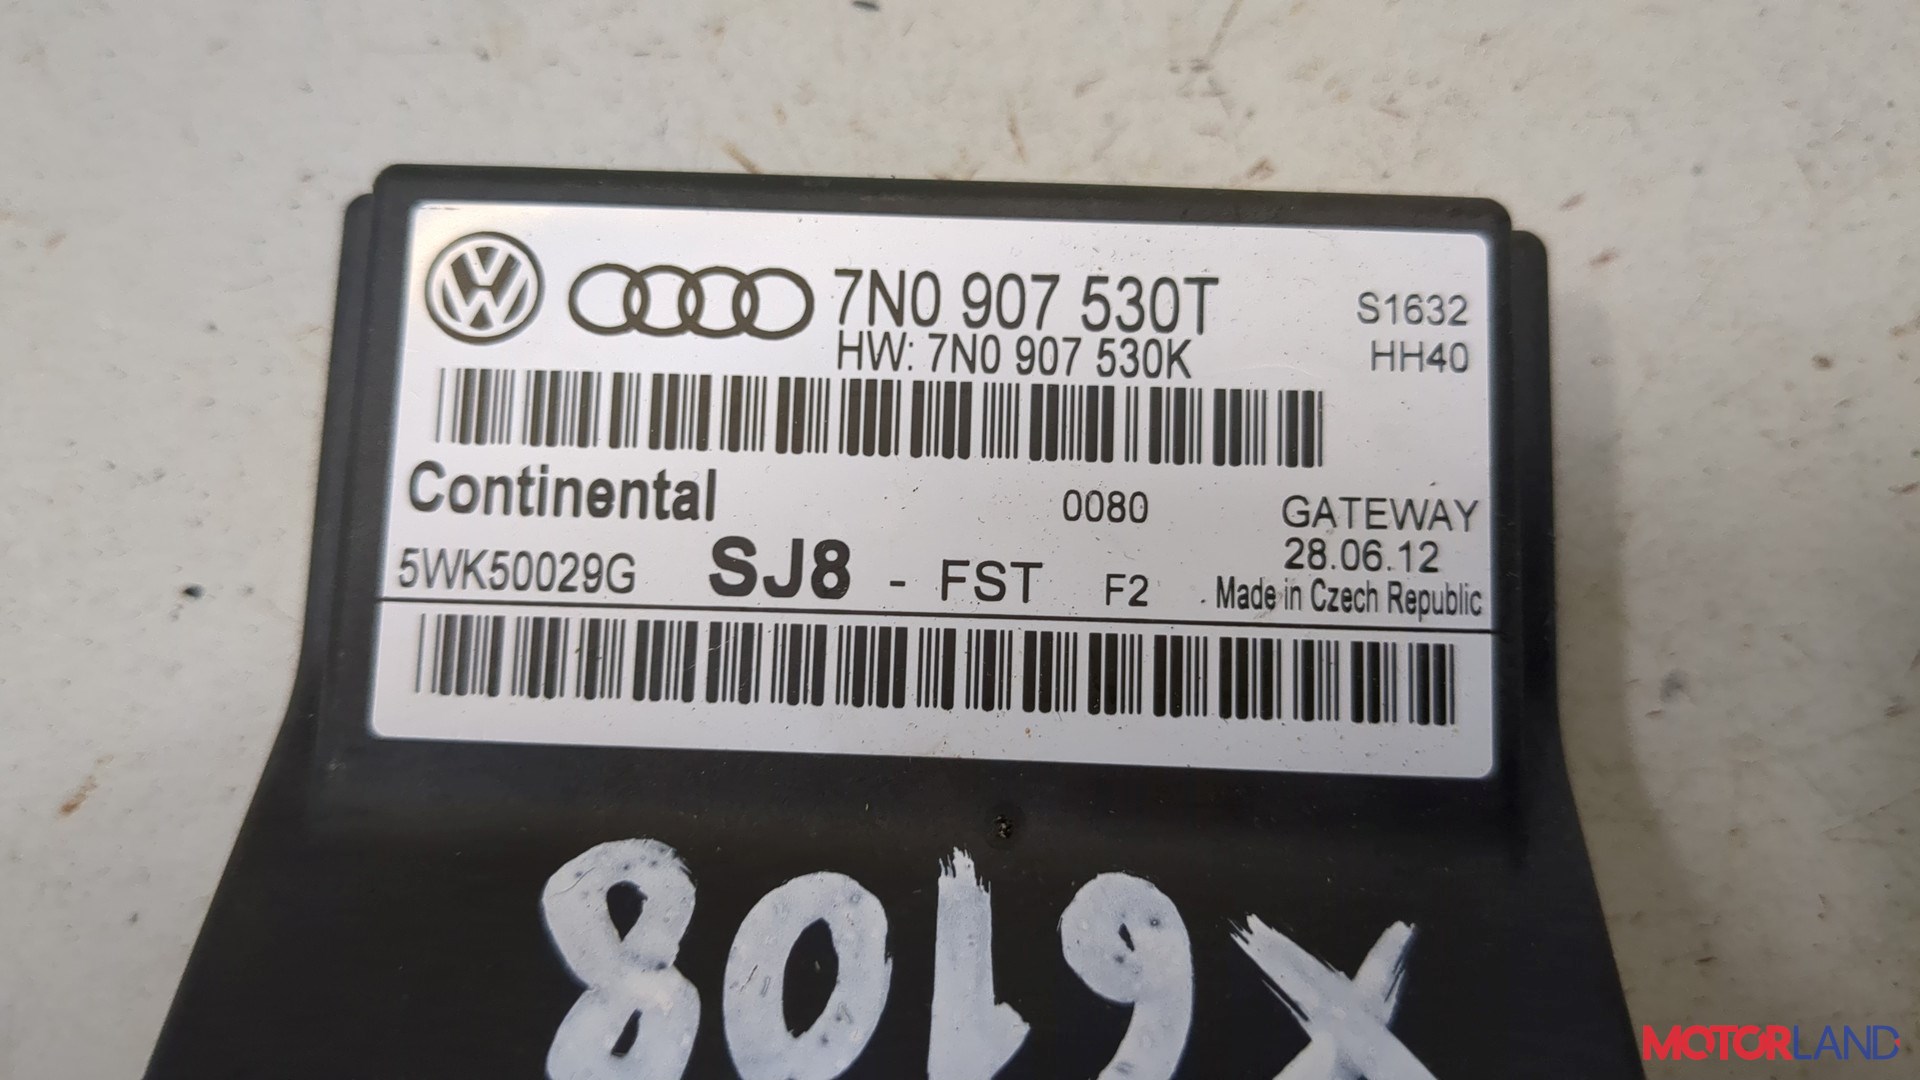 7N0 907 530T
S1632
HW: 7N0 907 530K
HH40
Continental
0080
GATEWAY
28.06.12
5WK50029G SJ8 - FST F2
Made in Czech Republic
X6108
MOTORLAND